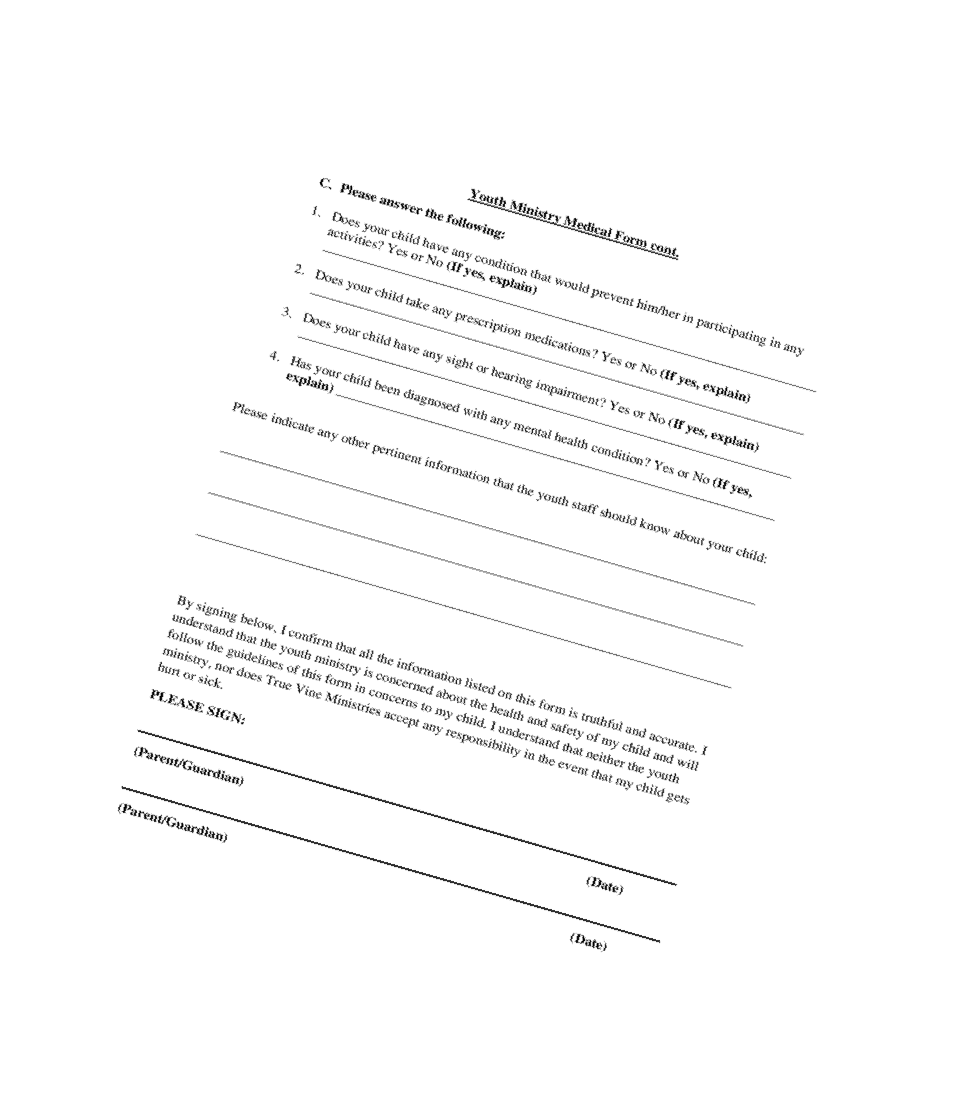 Youth Ministry Medical Form cont.
C. Please answer the following:
1. Does your child have any condition that would prevent him/her in participating in any
activities? Yes or No (If yes, explain)
2. Does your child take any prescription medications? Yes or No (If yes, explain)
3. Does your child have any sight or hearing impairment? Yes or No (If yes, explain)
4. Has your child been diagnosed with any mental health condition? Yes or No (If yes,
explain)
Please indicate any other pertinent information that the youth staff should know about your child:
By signing below, I confirm that all the information listed on this form is truthful and accurate. I
understand that the youth ministry is concerned about the health and safety of my child and will
follow the guidelines of this form in concerns to my child. I understand that neither the youth
ministry, nor does True Vine Ministries accept any responsibility in the event that my child gets
hurt or sick.
PLEASE SIGN:
(Parent/Guardian) (Date)
(Parent/Guardian) (Date)